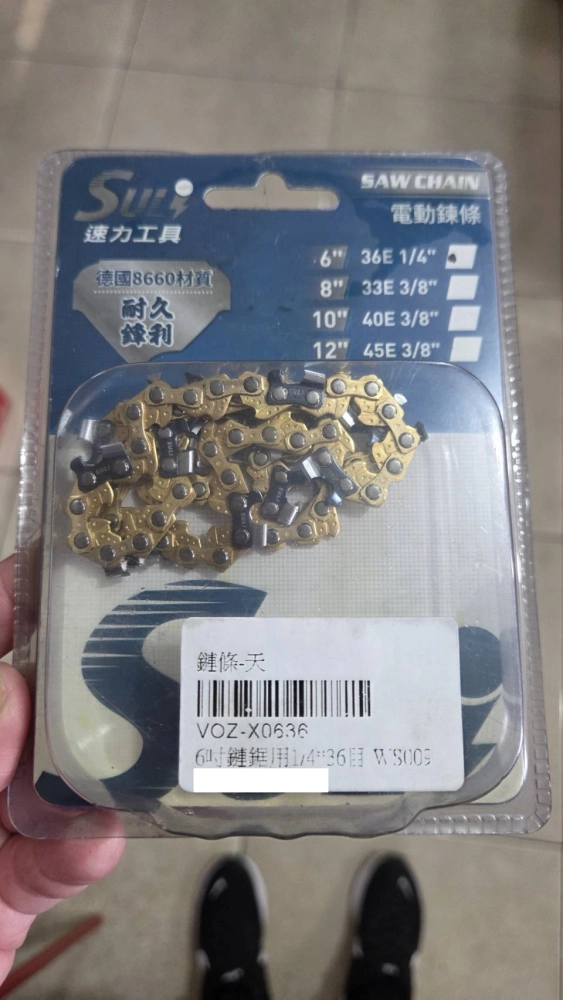 SULI
速力工具
SAW CHAIN
電動鍊條
德國8660材質
耐久
鋒利
6" 36E 1/4"
8" 33E 3/8"
10" 40E 3/8"
12" 45E 3/8"
鏈條-天
VOZ-X0636
6吋鏈鋸用1/4"36目 WS009